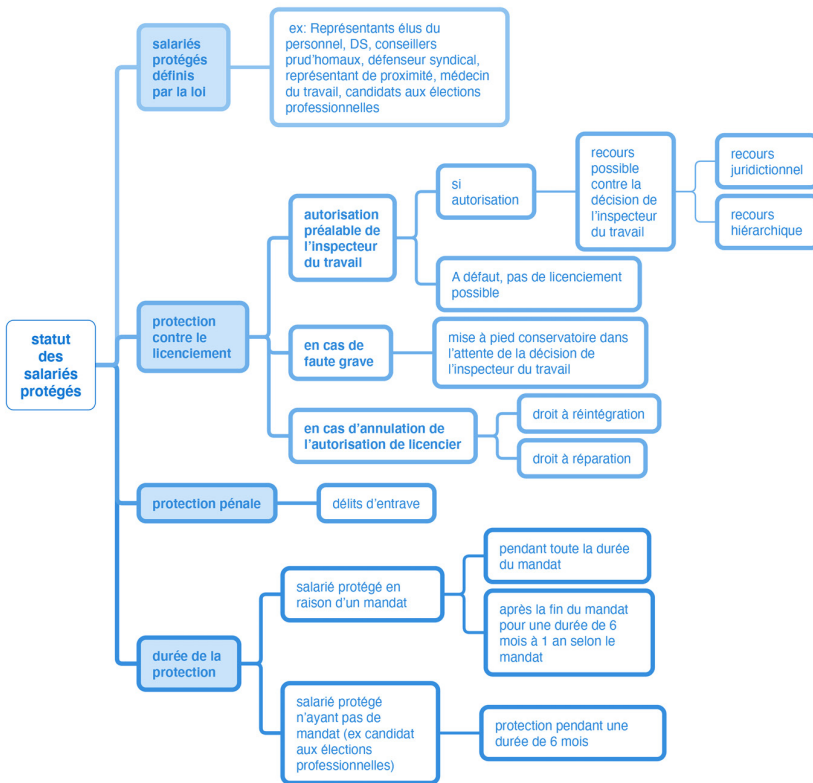 statut
des
salariés
protégés
salariés
protégés
définis
par la loi
ex: Représentants élus du
personnel, DS, conseillers
prud'homaux, défenseur syndical,
représentant de proximité, médecin
du travail, candidats aux élections
professionnelles
protection
contre le
licenciement
autorisation
préalable de
l'inspecteur
du travail
si
autorisation
recours
possible
contre la
décision de
l'inspecteur
du travail
recours
juridictionnel
recours
hiérarchique
A défaut, pas de licenciement
possible
en cas de
faute grave
mise à pied conservatoire dans
l'attente de la décision de
l'inspecteur du travail
en cas d'annulation de
l'autorisation de licencier
droit à réintégration
droit à réparation
protection pénale
délits d'entrave
durée de la
protection
salarié protégé en
raison d'un mandat
pendant toute la durée
du mandat
après la fin du mandat
pour une durée de 6
mois à 1 an selon le
mandat
salarié protégé
n'ayant pas de
mandat (ex candidat
aux élections
professionnelles)
protection pendant une
durée de 6 mois